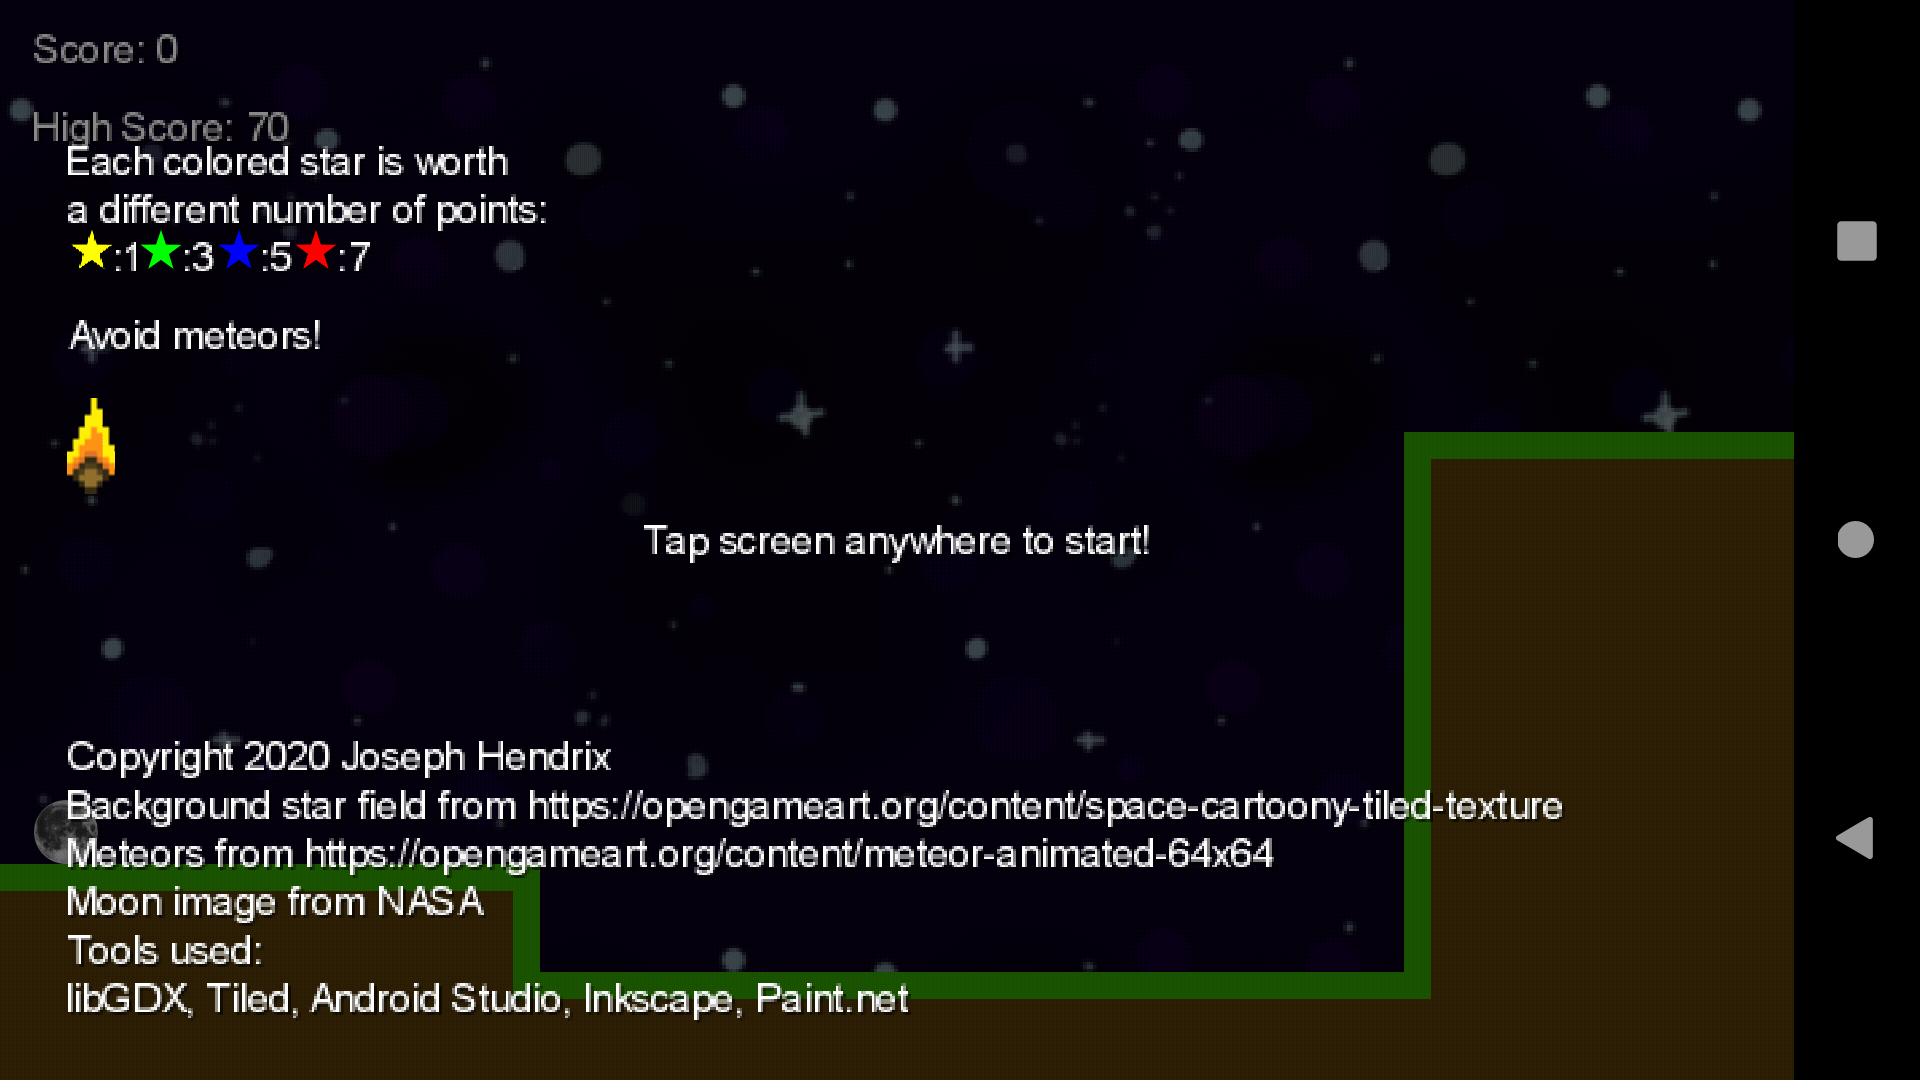 Score: 0
High Score: 70
Each colored star is worth
a different number of points:
:1 :3 :5 :7
Avoid meteors!
Tap screen anywhere to start!
Copyright 2020 Joseph Hendrix
Background star field from https://opengameart.org/content/space-cartoony-tiled-texture
Meteors from https://opengameart.org/content/meteor-animated-64x64
Moon image from NASA
Tools used:
libGDX, Tiled, Android Studio, Inkscape, Paint.net